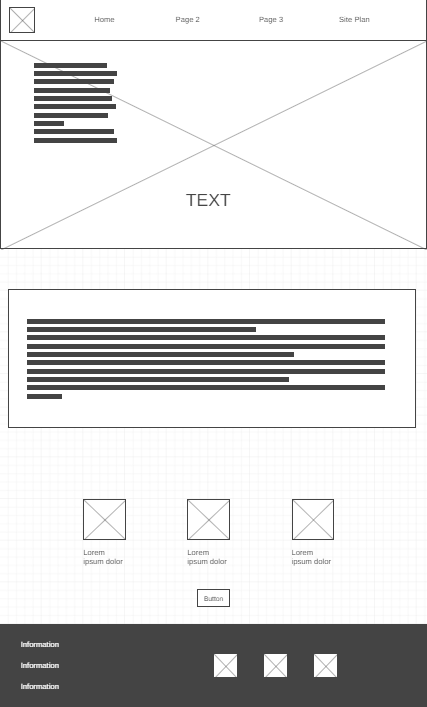 Home Page 2 Page 3 Site Plan
TEXT
Lorem
ipsum dolor
Lorem
ipsum dolor
Lorem
ipsum dolor
Button
Information
Information
Information